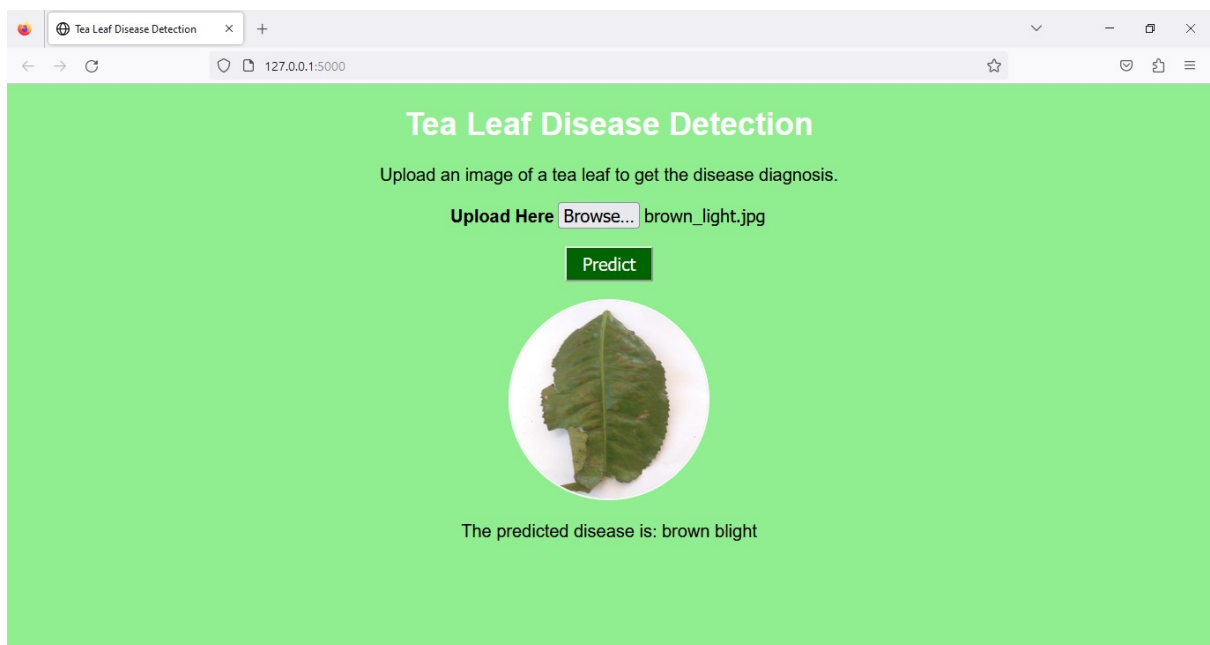 Tea Leaf Disease Detection
127.0.0.1:5000
Tea Leaf Disease Detection
Upload an image of a tea leaf to get the disease diagnosis.
Upload Here Browse... brown_light.jpg
Predict
The predicted disease is: brown blight